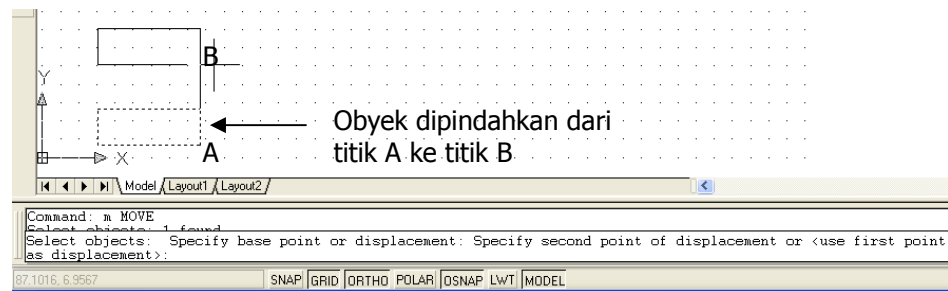 B
Y
Obyek dipindahkan dari
titik A ke titik B
A
X
Model Layout1 Layout2
Command: m MOVE
Select objects: 1 found
Select objects: Specify base point or displacement: Specify second point of displacement or <use first point
as displacement>:
87.1016, 6.9567 SNAP GRID ORTHO POLAR OSNAP LWT MODEL